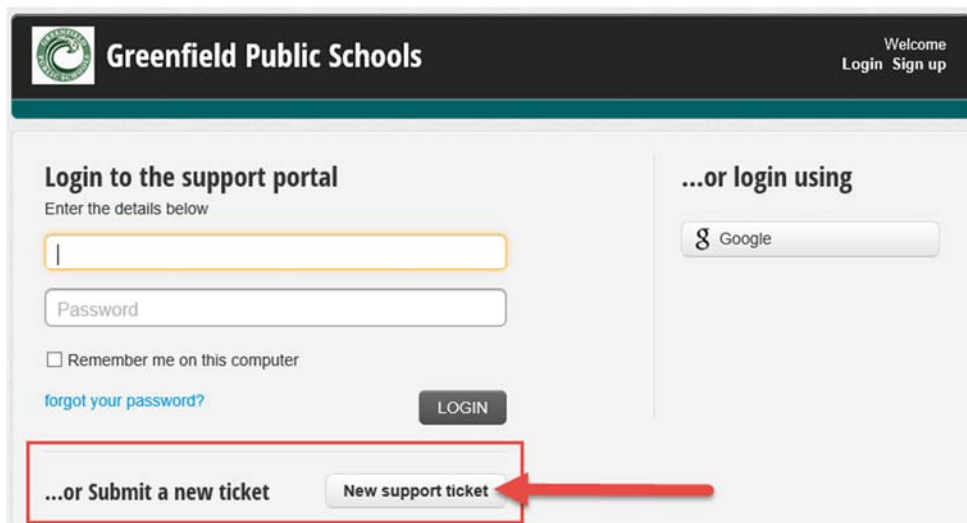 Greenfield Public Schools
Welcome
Login Sign up
Login to the support portal
Enter the details below
Password
Remember me on this computer
forgot your password?
LOGIN
...or Submit a new ticket
New support ticket
...or login using
g Google